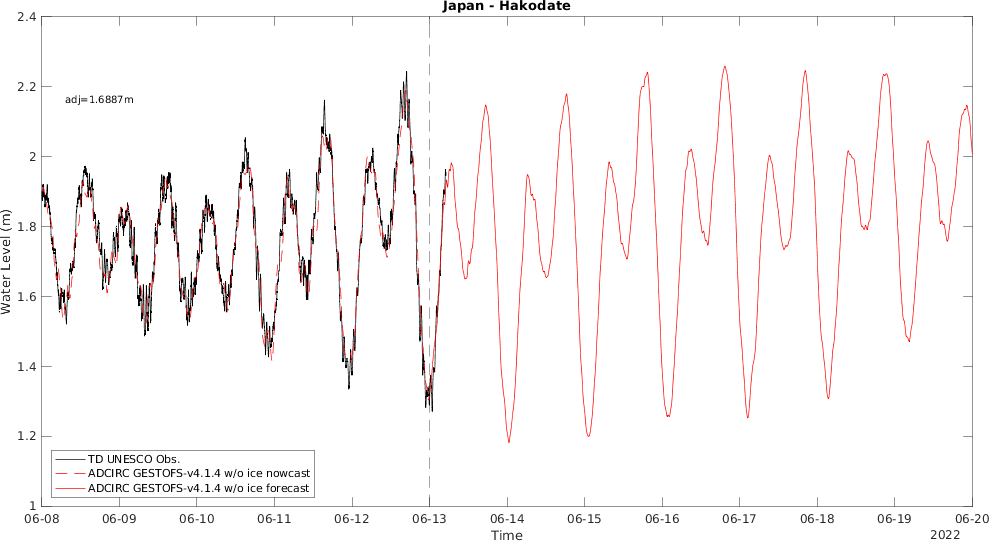 Japan - Hakodate
2.4
2.2
2
1.8
1.6
1.4
1.2
1
Water Level (m)
adj=1.6887m
TD UNESCO Obs.
ADCIRC GESTOFS-v4.1.4 w/o ice nowcast
ADCIRC GESTOFS-v4.1.4 w/o ice forecast
06-08 06-09 06-10 06-11 06-12 06-13 06-14 06-15 06-16 06-17 06-18 06-19 06-20
Time
2022